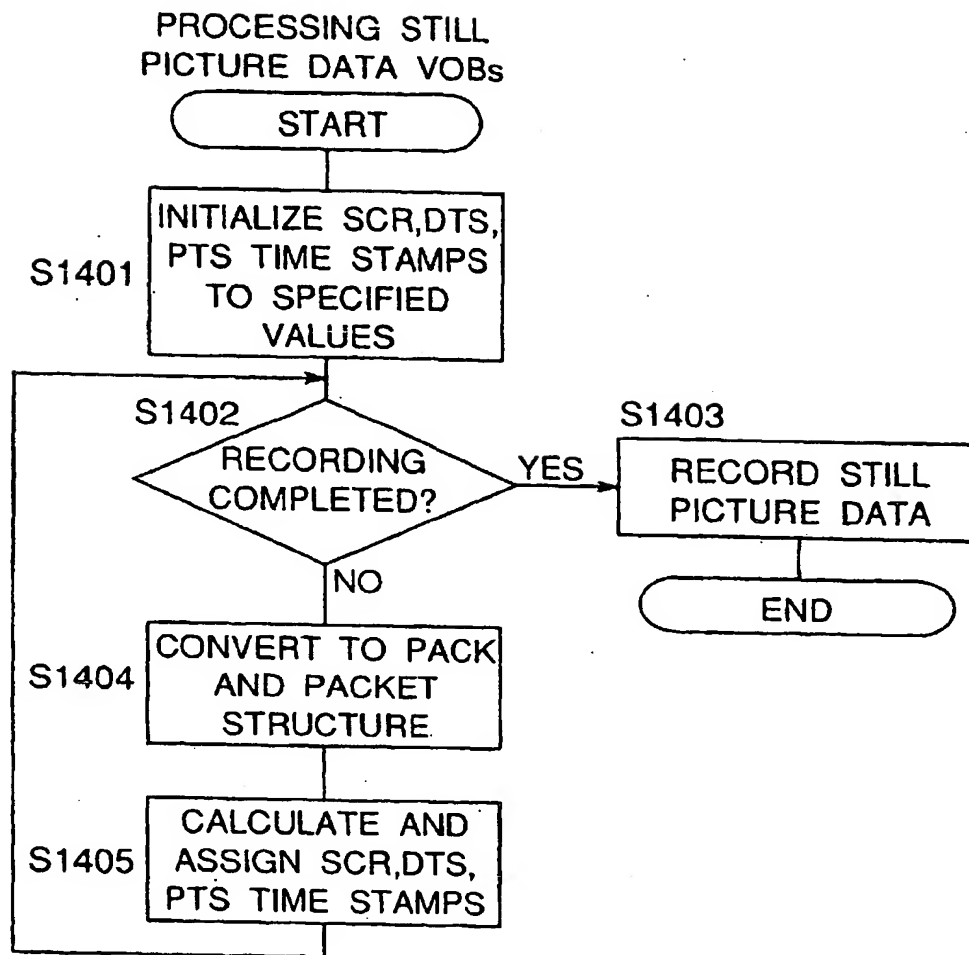 PROCESSING STILL
PICTURE DATA VOBs
START
S1401
INITIALIZE SCR,DTS,
PTS TIME STAMPS
TO SPECIFIED
VALUES
S1402
RECORDING
COMPLETED?
YES
S1403
RECORD STILL
PICTURE DATA
END
NO
S1404
CONVERT TO PACK
AND PACKET
STRUCTURE
S1405
CALCULATE AND
ASSIGN SCR,DTS,
PTS TIME STAMPS